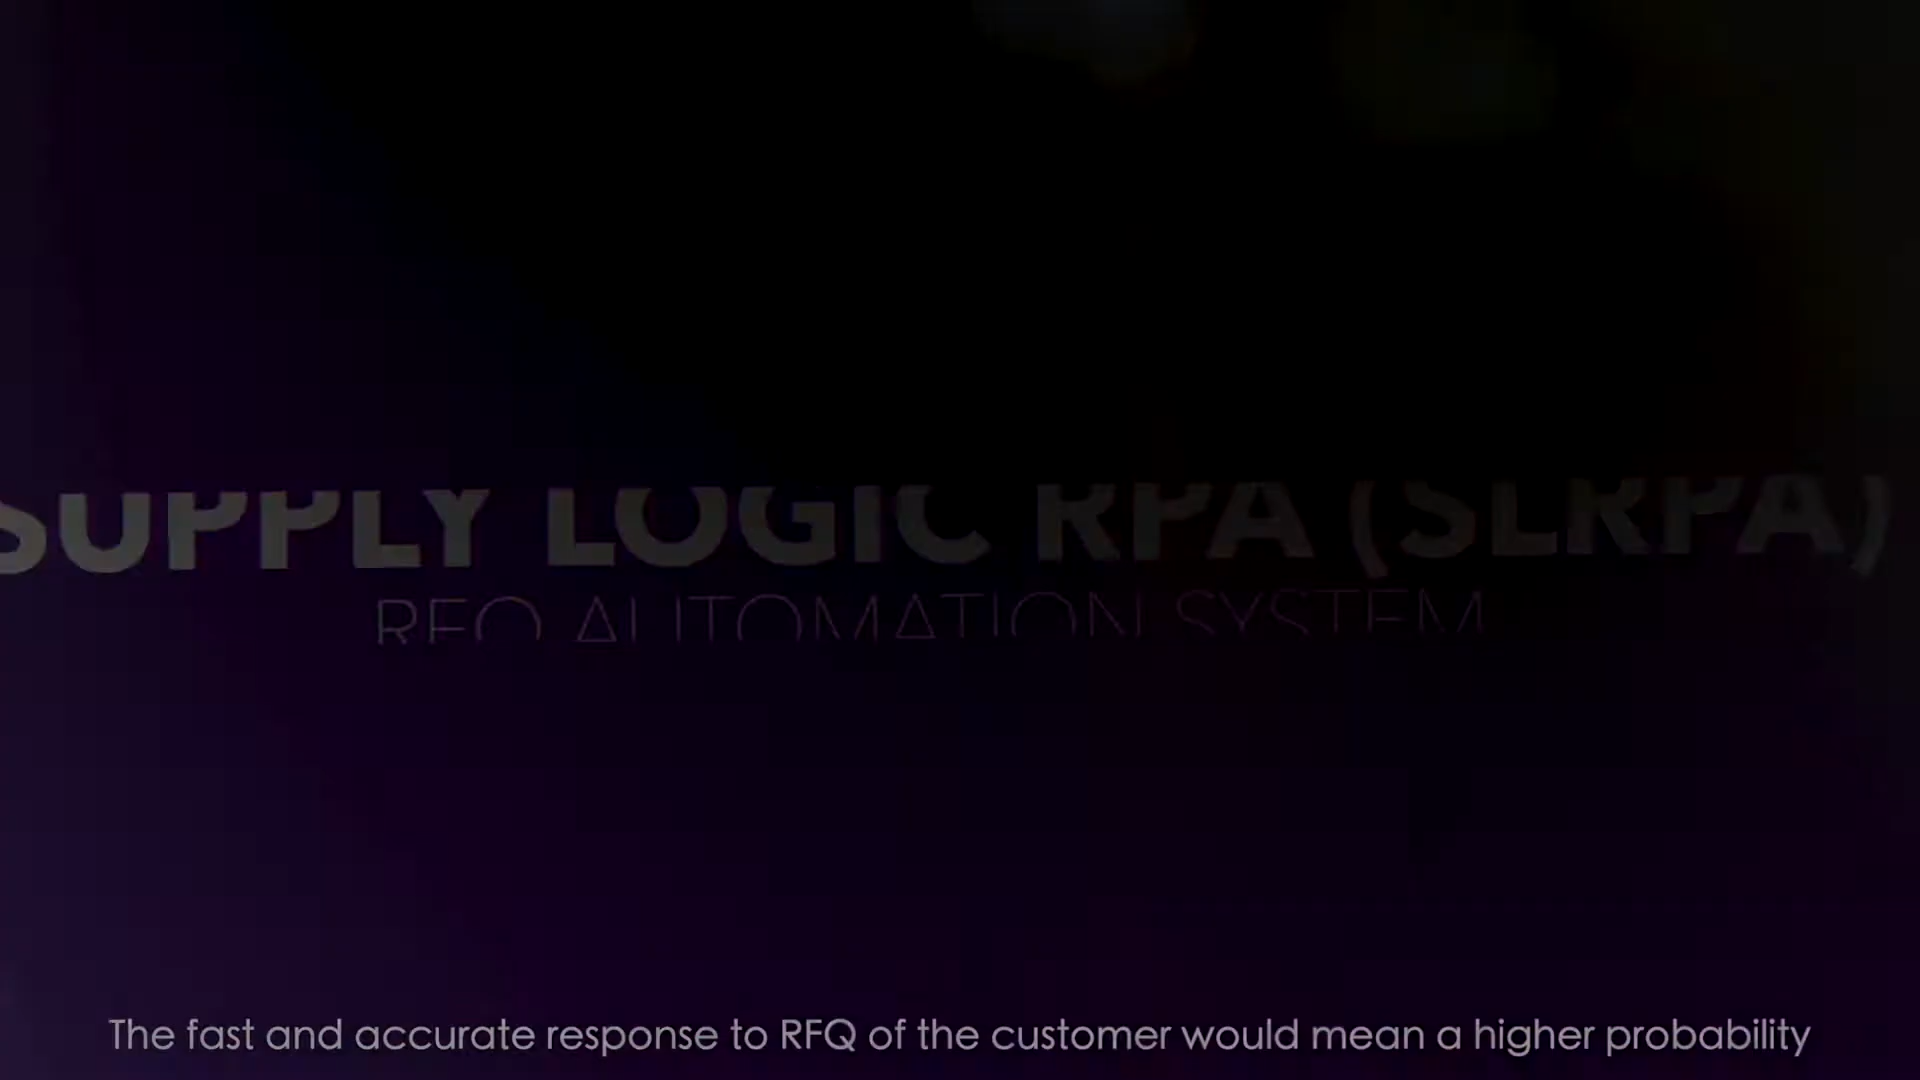 SUPPLY LOGIC RPA (SLRPA)
RFQ AUTOMATION SYSTEM
The fast and accurate response to RFQ of the customer would mean a higher probability